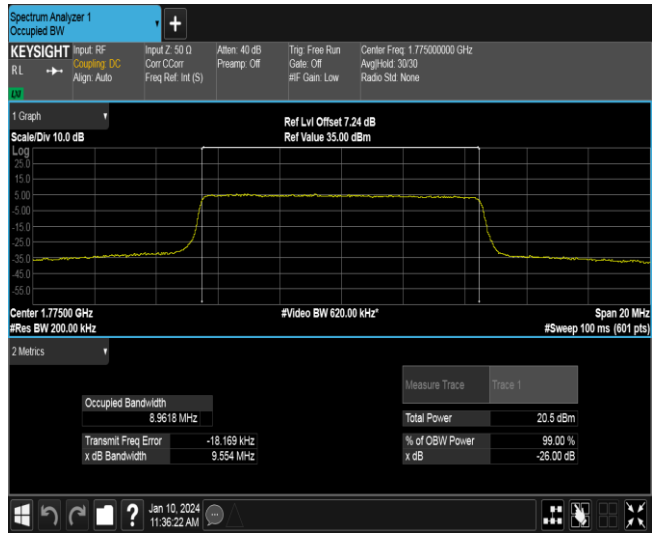 Spectrum Analyzer 1
Occupied BW
KEYSIGHT
RL
LXI
Input: RF
Coupling: DC
Align: Auto
Input Z: 50 Ω
Corr CCorr
Freq Ref: Int (S)
Atten: 40 dB
Preamp: Off
Trig: Free Run
Gate: Off
#IF Gain: Low
Center Freq: 1.775000000 GHz
Avg|Hold: 30/30
Radio Std: None
1 Graph
Scale/Div 10.0 dB
Ref Lvl Offset 7.24 dB
Ref Value 35.00 dBm
Log
25.0
15.0
5.00
-5.00
-15.0
-25.0
-35.0
-45.0
-55.0
Center 1.77500 GHz
#Video BW 620.00 kHz*
Span 20 MHz
#Res BW 200.00 kHz
#Sweep 100 ms (601 pts)
2 Metrics
Measure Trace
Trace 1
Occupied Bandwidth
8.9618 MHz
Total Power
20.5 dBm
Transmit Freq Error
-18.169 kHz
% of OBW Power
99.00 %
x dB Bandwidth
9.554 MHz
x dB
-26.00 dB
?
Jan 10, 2024
11:36:22 AM